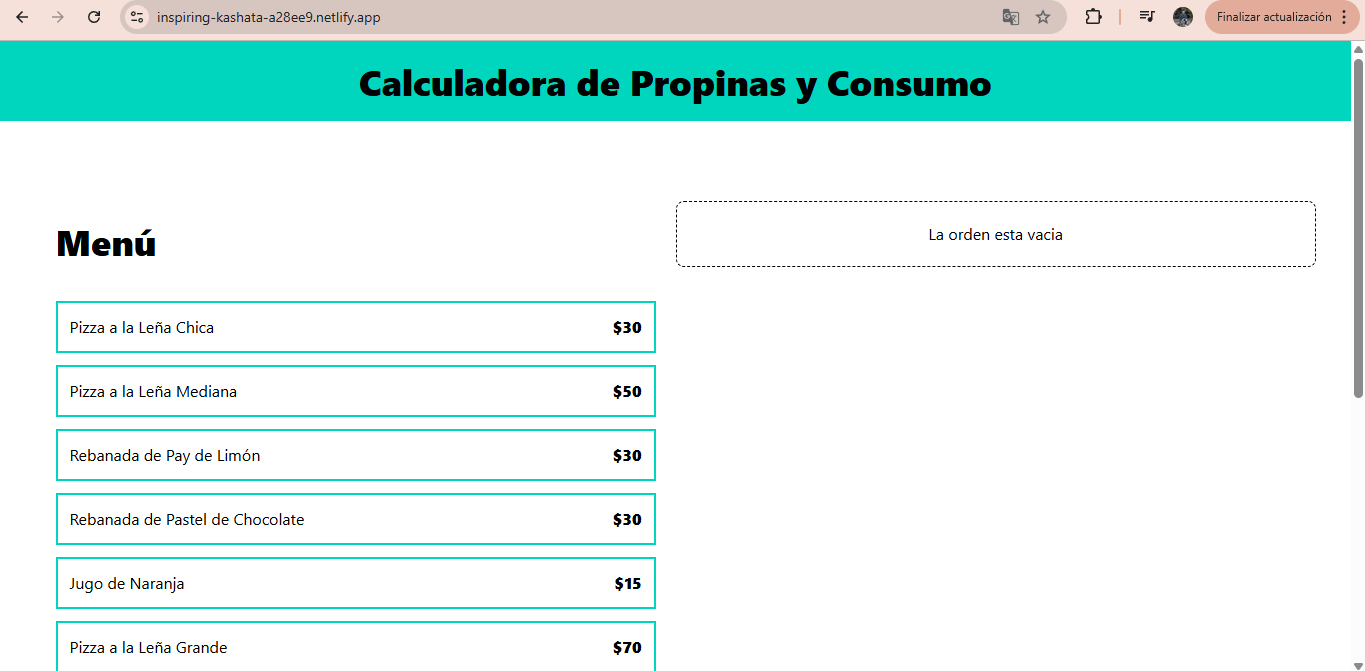 inspiring-kashata-a28ee9.netlify.app
Finalizar actualización
Calculadora de Propinas y Consumo
Menú
La orden esta vacia
Pizza a la Leña Chica $30
Pizza a la Leña Mediana $50
Rebanada de Pay de Limón $30
Rebanada de Pastel de Chocolate $30
Jugo de Naranja $15
Pizza a la Leña Grande $70